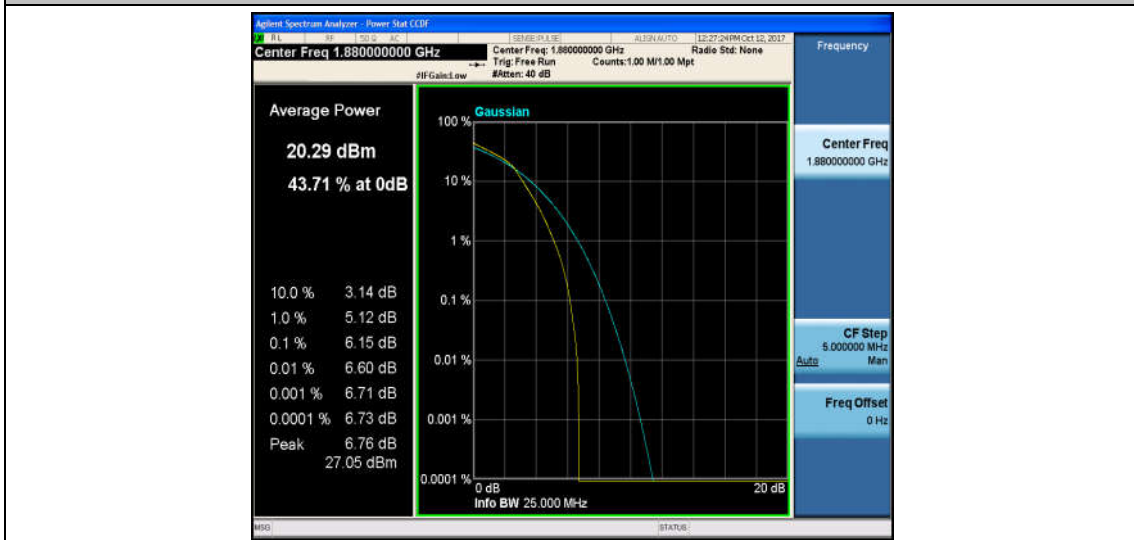 Agilent Spectrum Analyzer - Power Stat CCDF
RL RF 50 Ω AC SENSE:PULSE ALIGN AUTO 12:27:24 PM Oct 12, 2017
Center Freq 1.880000000 GHz
Center Freq: 1.880000000 GHz Radio Std: None
Trig: Free Run Counts:1.00 M/1.00 Mpt
#IFGain:Low #Atten: 40 dB
Frequency
Average Power
20.29 dBm
43.71 % at 0dB
10.0 % 3.14 dB
1.0 % 5.12 dB
0.1 % 6.15 dB
0.01 % 6.60 dB
0.001 % 6.71 dB
0.0001 % 6.73 dB
Peak 6.76 dB
27.05 dBm
Gaussian
100 %
10 %
1 %
0.1 %
0.01 %
0.001 %
0.0001 %
0 dB 20 dB
Info BW 25.000 MHz
Center Freq
1.880000000 GHz
CF Step
5.000000 MHz
Auto Man
Freq Offset
0 Hz
MSG STATUS